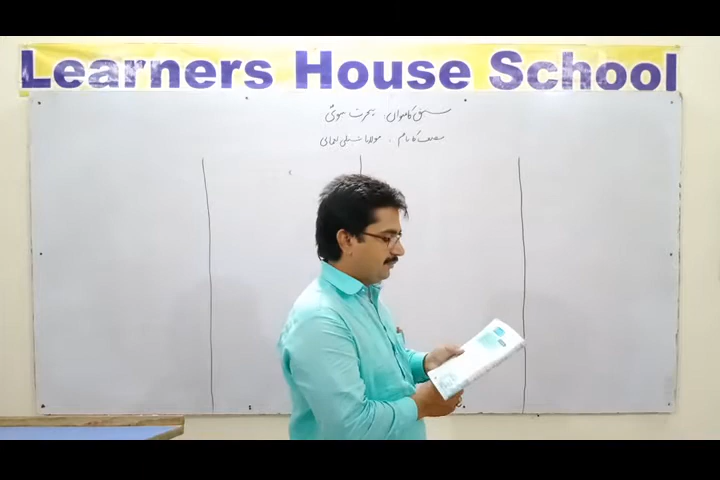 Learners House School
سبق کا عنوان: ہجرت نبویؐ
مصنف کا نام: مولانا شبلی نعمانی